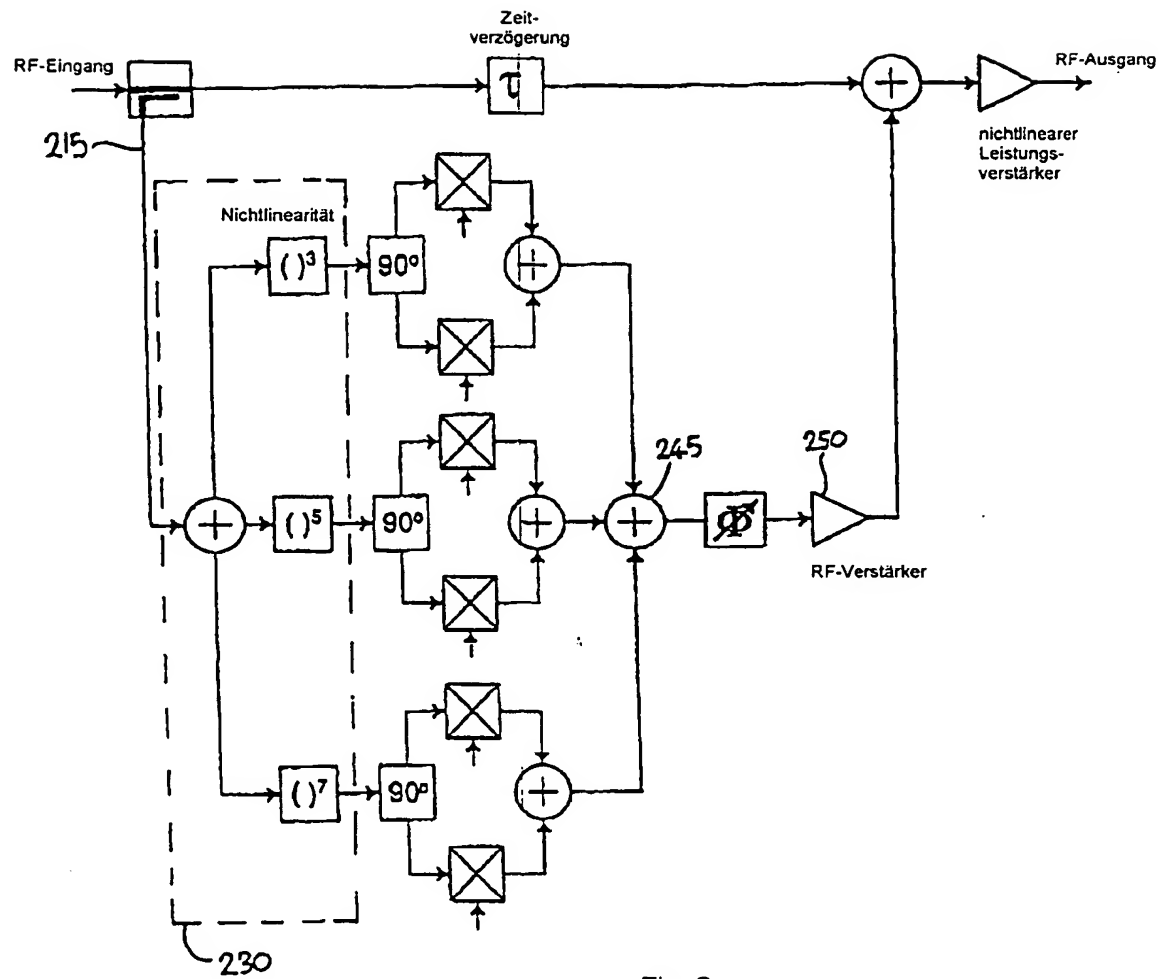 Zeit-
verzögerung
RF-Eingang
τ
RF-Ausgang
215
nichtlinearer
Leistungs-
verstärker
Nichtlinearität
( )³
90°
245
250
( )⁵
90°
Φ
RF-Verstärker
( )⁷
90°
230